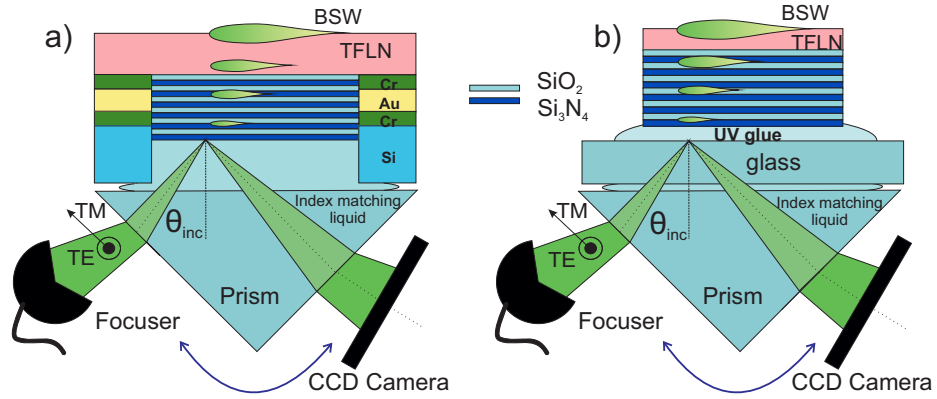 a)
BSW
TFLN
Cr
Au
Cr
Si
Index matching
liquid
θinc
TM
TE
Prism
Focuser
CCD Camera
SiO2
Si3N4
b)
BSW
TFLN
UV glue
glass
Index matching
liquid
θinc
TM
TE
Prism
Focuser
CCD Camera